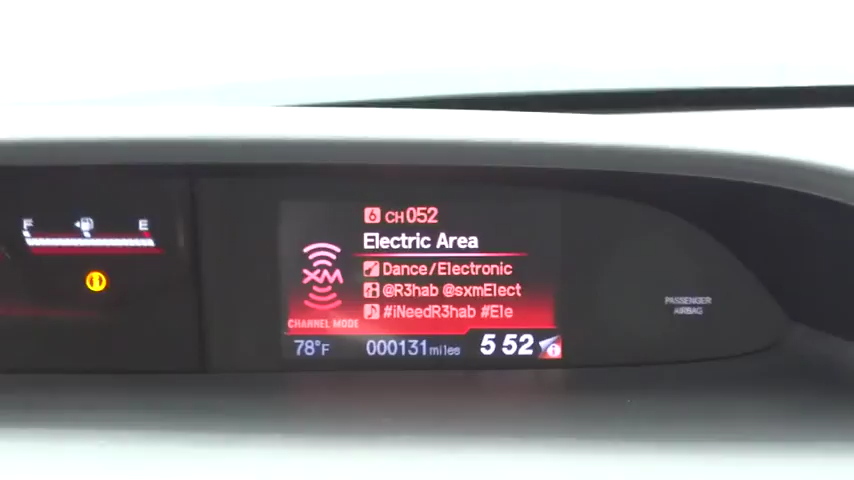 F E
6 CH 052
Electric Area
XM
Dance/Electronic
@R3hab @sxmElect
#iNeedR3hab #Ele
CHANNEL MODE
78°F 000131 miles 5 52 i
PASSENGER
AIRBAG